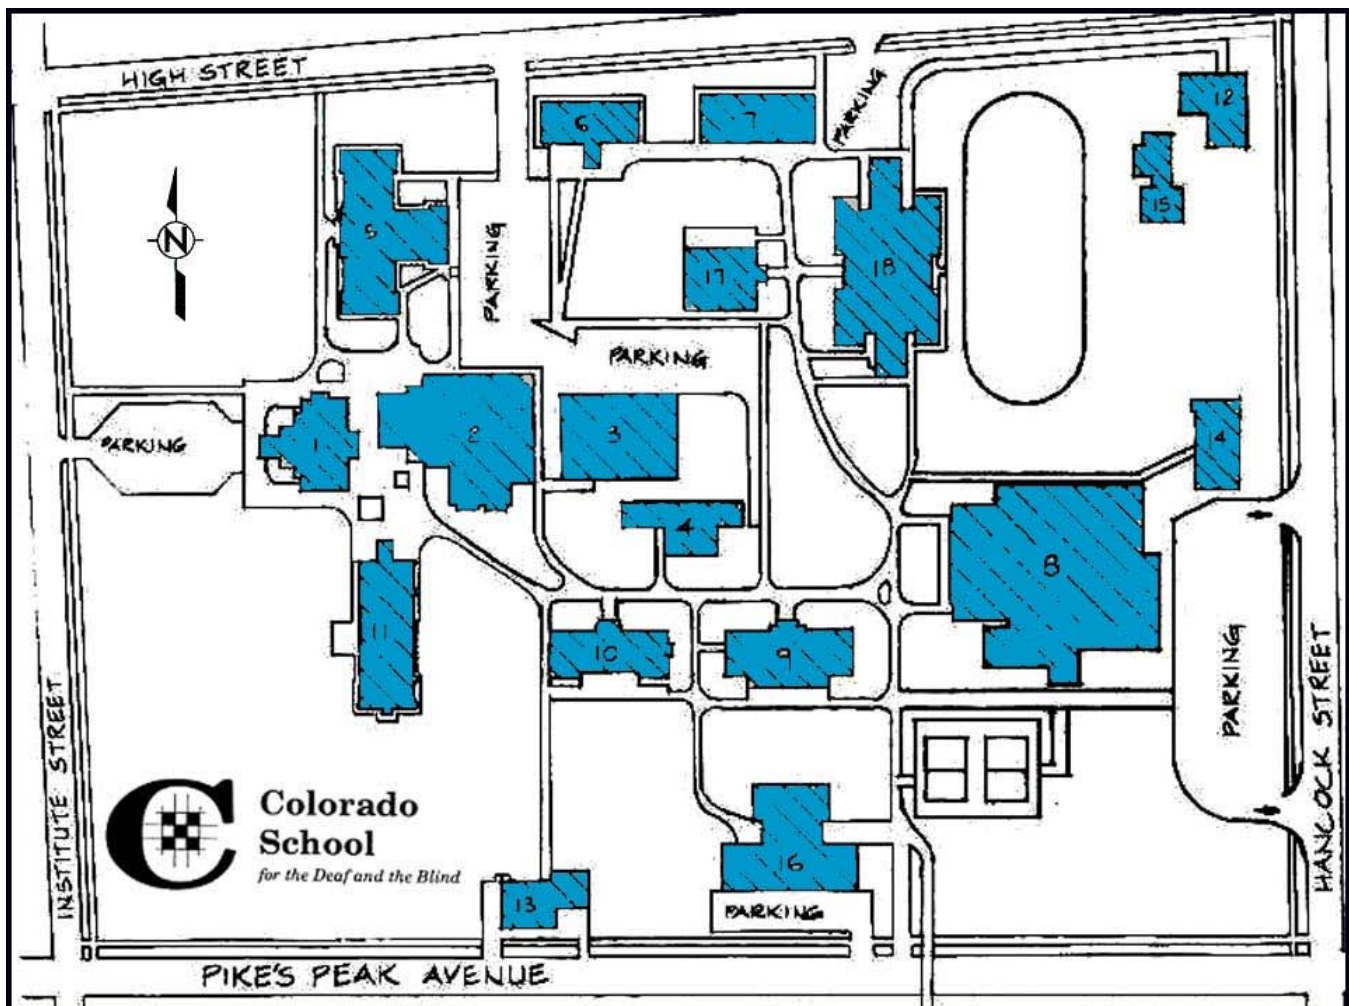 HIGH STREET
PARKING
12
6
7
15
5
N
PARKING
17
18
PARKING
1
2
3
14
PARKING
4
8
11
10
9
PARKING
INSTITUTE STREET
HANCOCK STREET
Colorado
School
for the Deaf and the Blind
16
13
PARKING
PIKE'S PEAK AVENUE